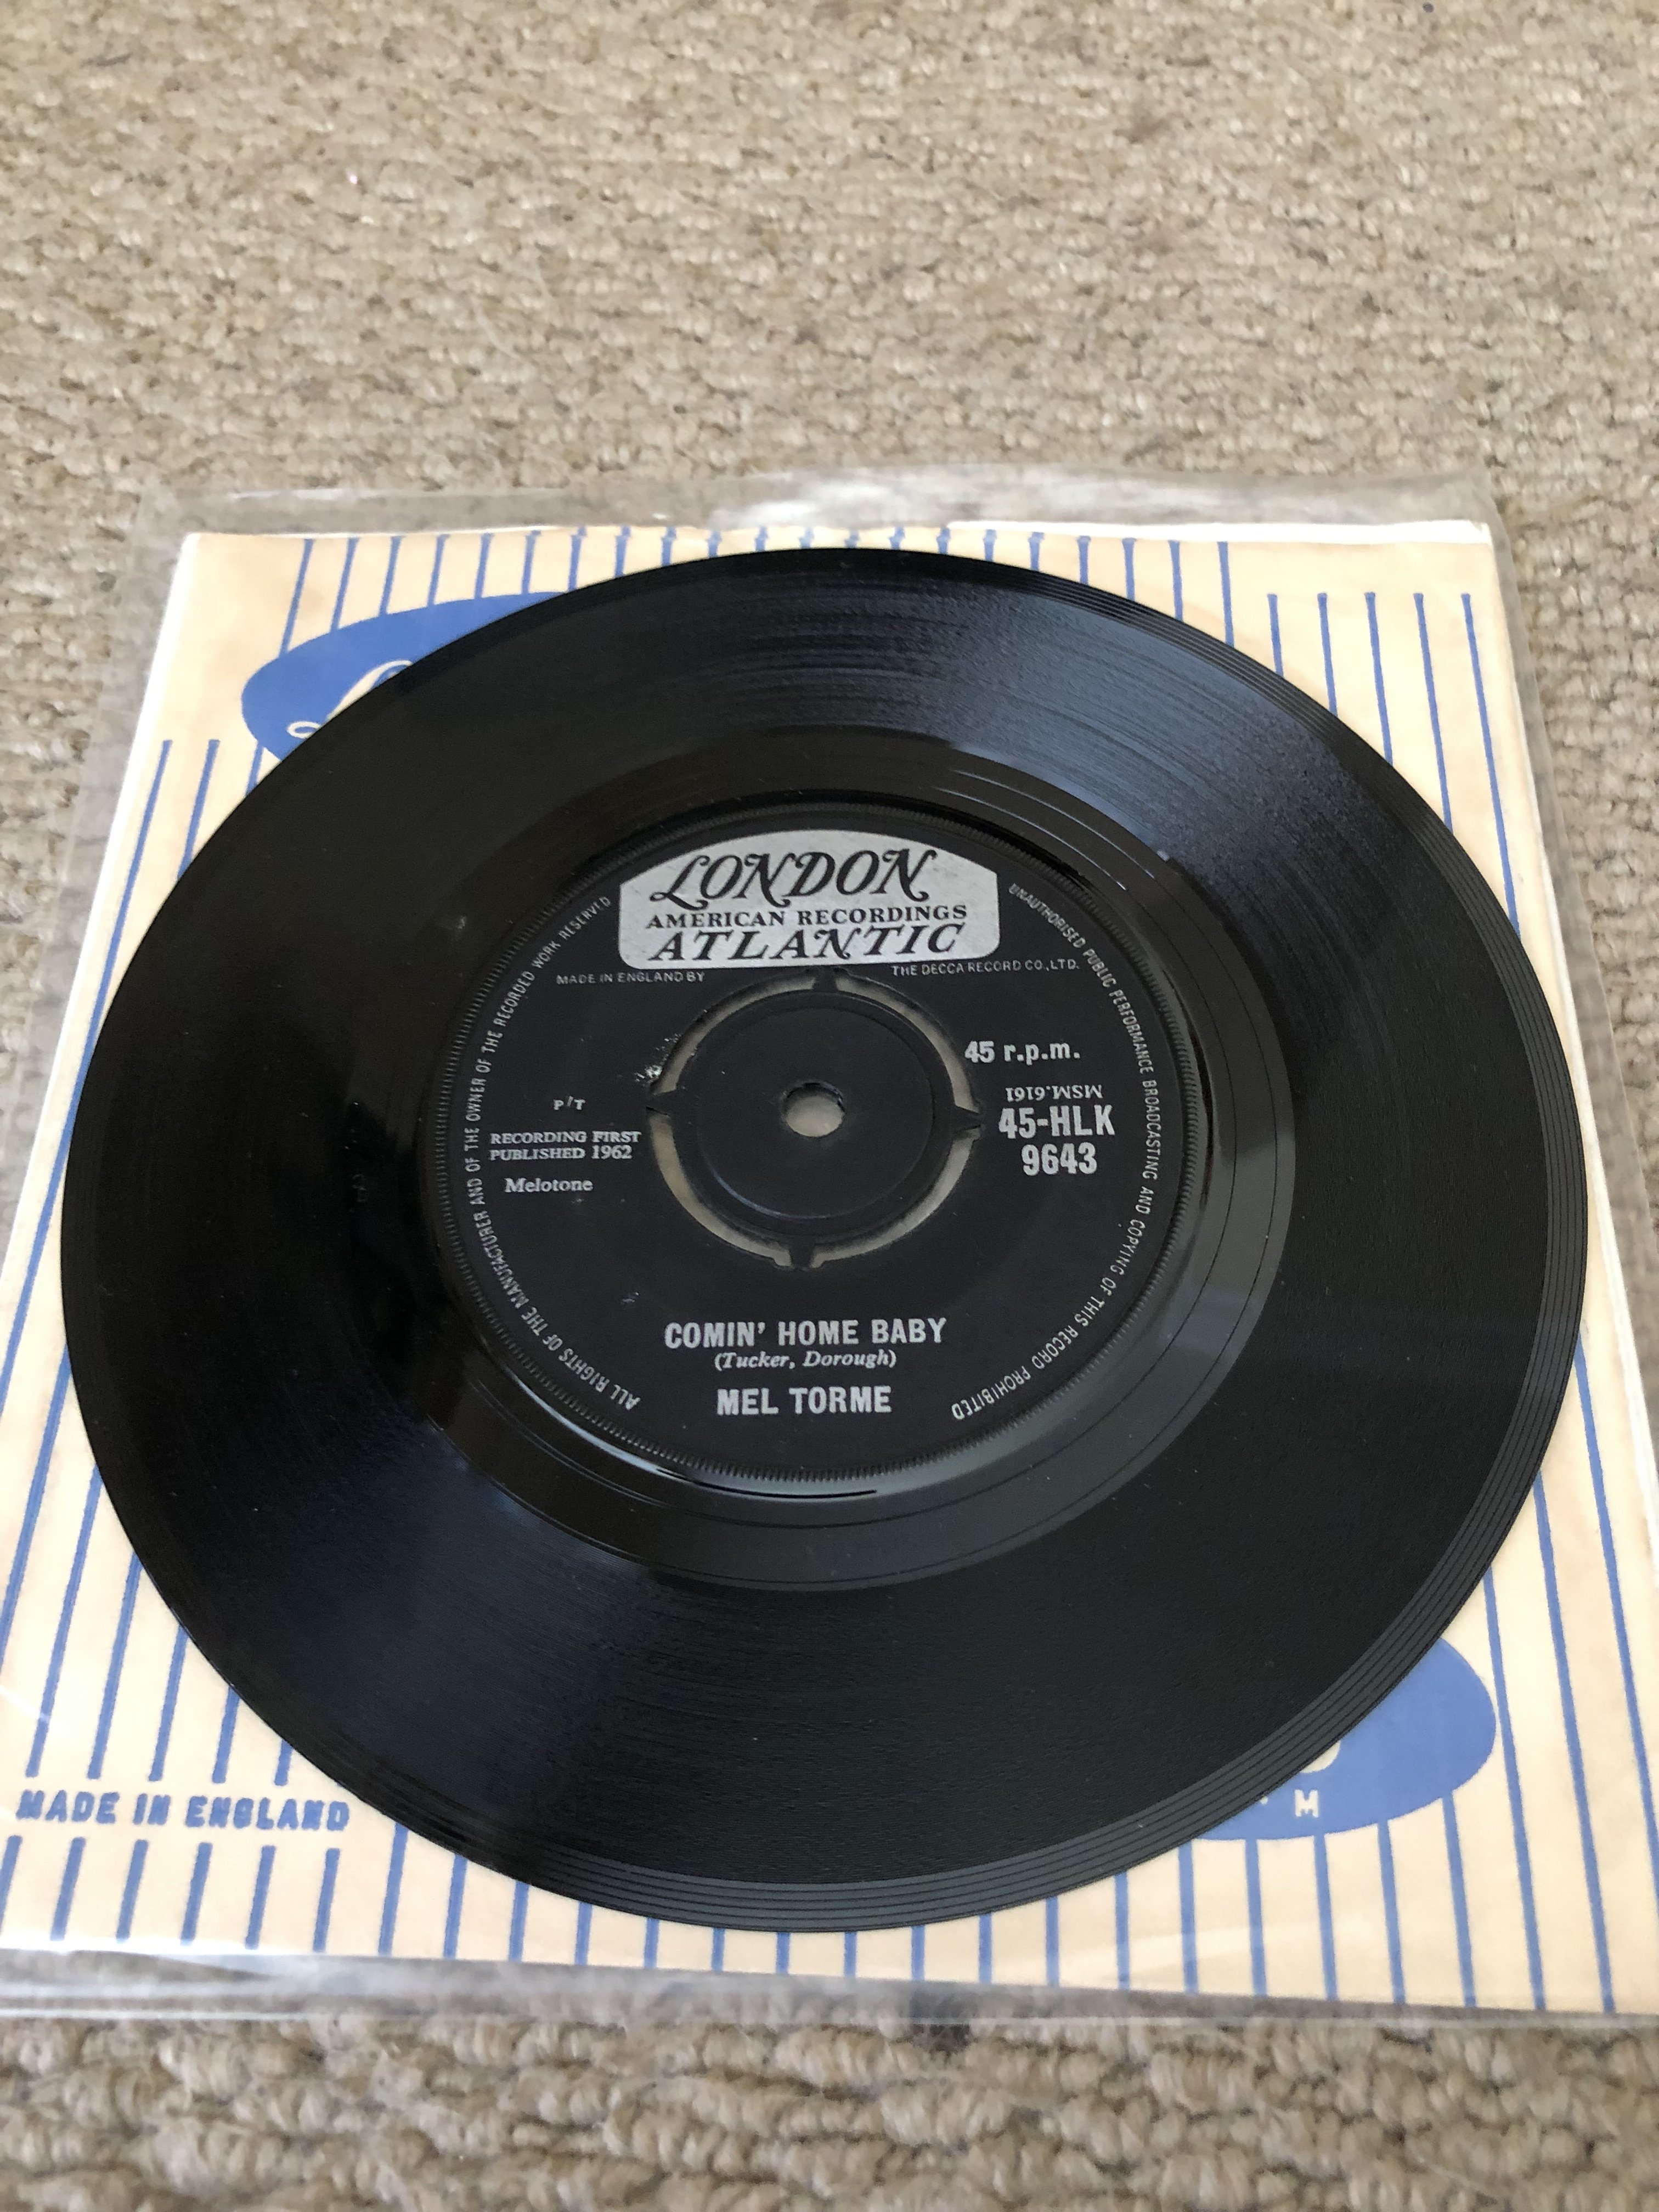 LONDON
AMERICAN RECORDINGS
ATLANTIC
MADE IN ENGLAND BY THE DECCA RECORD CO., LTD.
ALL RIGHTS OF THE MANUFACTURER AND OF THE OWNER OF THE RECORDED WORK RESERVED
UNAUTHORISED PUBLIC PERFORMANCE BROADCASTING AND COPYING OF THIS RECORD PROHIBITED
45 r.p.m.
MSM.6161
P/T
45-HLK
9643
RECORDING FIRST
PUBLISHED 1962
Melotone
COMIN' HOME BABY
(Tucker, Dorough)
MEL TORME
MADE IN ENGLAND
M